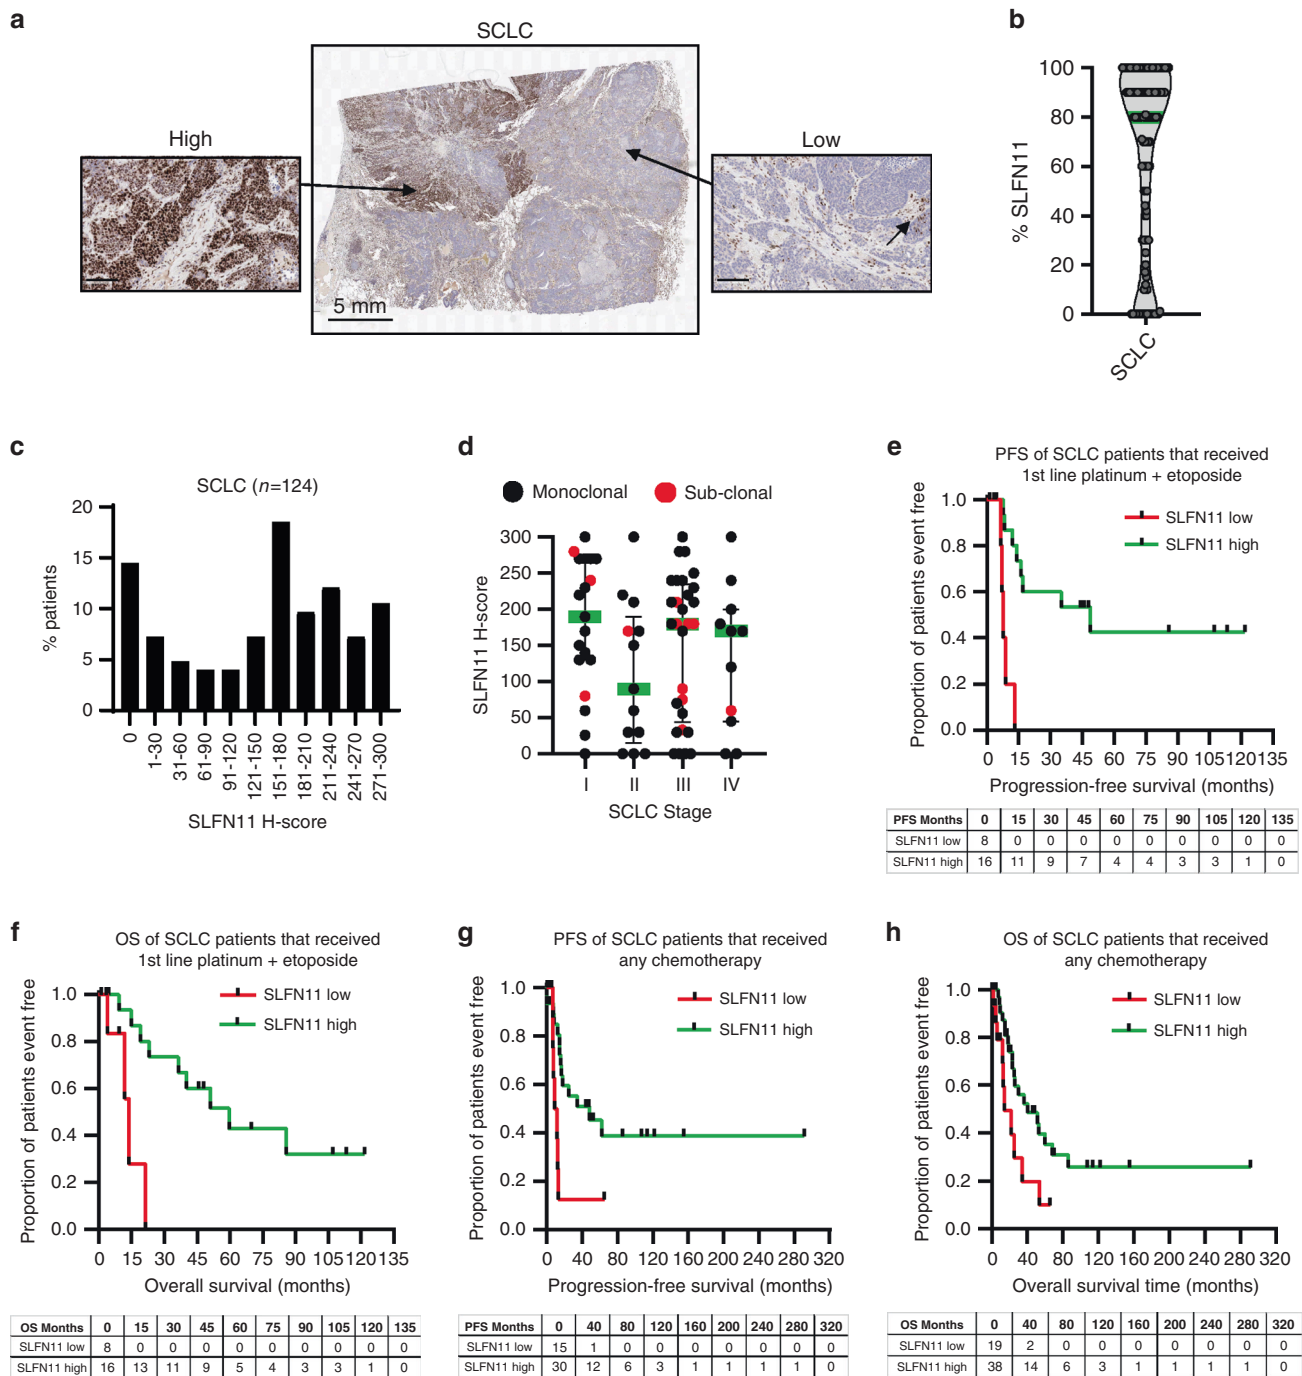 a
SCLC
High
Low
5 mm
b
100
80
60
40
20
0
% SLFN11
SCLC
c
SCLC (n=124)
20
15
10
5
0
% patients
0
1-30
31-60
61-90
91-120
121-150
151-180
181-210
211-240
241-270
271-300
SLFN11 H-score
d
Monoclonal
Sub-clonal
300
250
200
150
100
50
0
SLFN11 H-score
I II III IV
SCLC Stage
e
PFS of SCLC patients that received
1st line platinum + etoposide
SLFN11 low
SLFN11 high
1.0
0.8
0.6
0.4
0.2
0.0
Proportion of patients event free
0 15 30 45 60 75 90 105 120 135
Progression-free survival (months)
PFS Months 0 15 30 45 60 75 90 105 120 135
SLFN11 low 8 0 0 0 0 0 0 0 0 0
SLFN11 high 16 11 9 7 4 4 3 3 1 0
f
OS of SCLC patients that received
1st line platinum + etoposide
SLFN11 low
SLFN11 high
1.0
0.8
0.6
0.4
0.2
0.0
Proportion of patients event free
0 15 30 45 60 75 90 105 120 135
Overall survival (months)
OS Months 0 15 30 45 60 75 90 105 120 135
SLFN11 low 8 0 0 0 0 0 0 0 0 0
SLFN11 high 16 13 11 9 5 4 3 3 1 0
g
PFS of SCLC patients that received
any chemotherapy
SLFN11 low
SLFN11 high
1.0
0.8
0.6
0.4
0.2
0.0
Proportion of patients event free
0 40 80 120 160 200 240 280 320
Progression-free survival (months)
PFS Months 0 40 80 120 160 200 240 280 320
SLFN11 low 15 1 0 0 0 0 0 0 0
SLFN11 high 30 12 6 3 1 1 1 1 0
h
OS of SCLC patients that received
any chemotherapy
SLFN11 low
SLFN11 high
1.0
0.8
0.6
0.4
0.2
0.0
Proportion of patients event free
0 40 80 120 160 200 240 280 320
Overall survival time (months)
OS Months 0 40 80 120 160 200 240 280 320
SLFN11 low 19 2 0 0 0 0 0 0 0
SLFN11 high 38 14 6 3 1 1 1 1 0